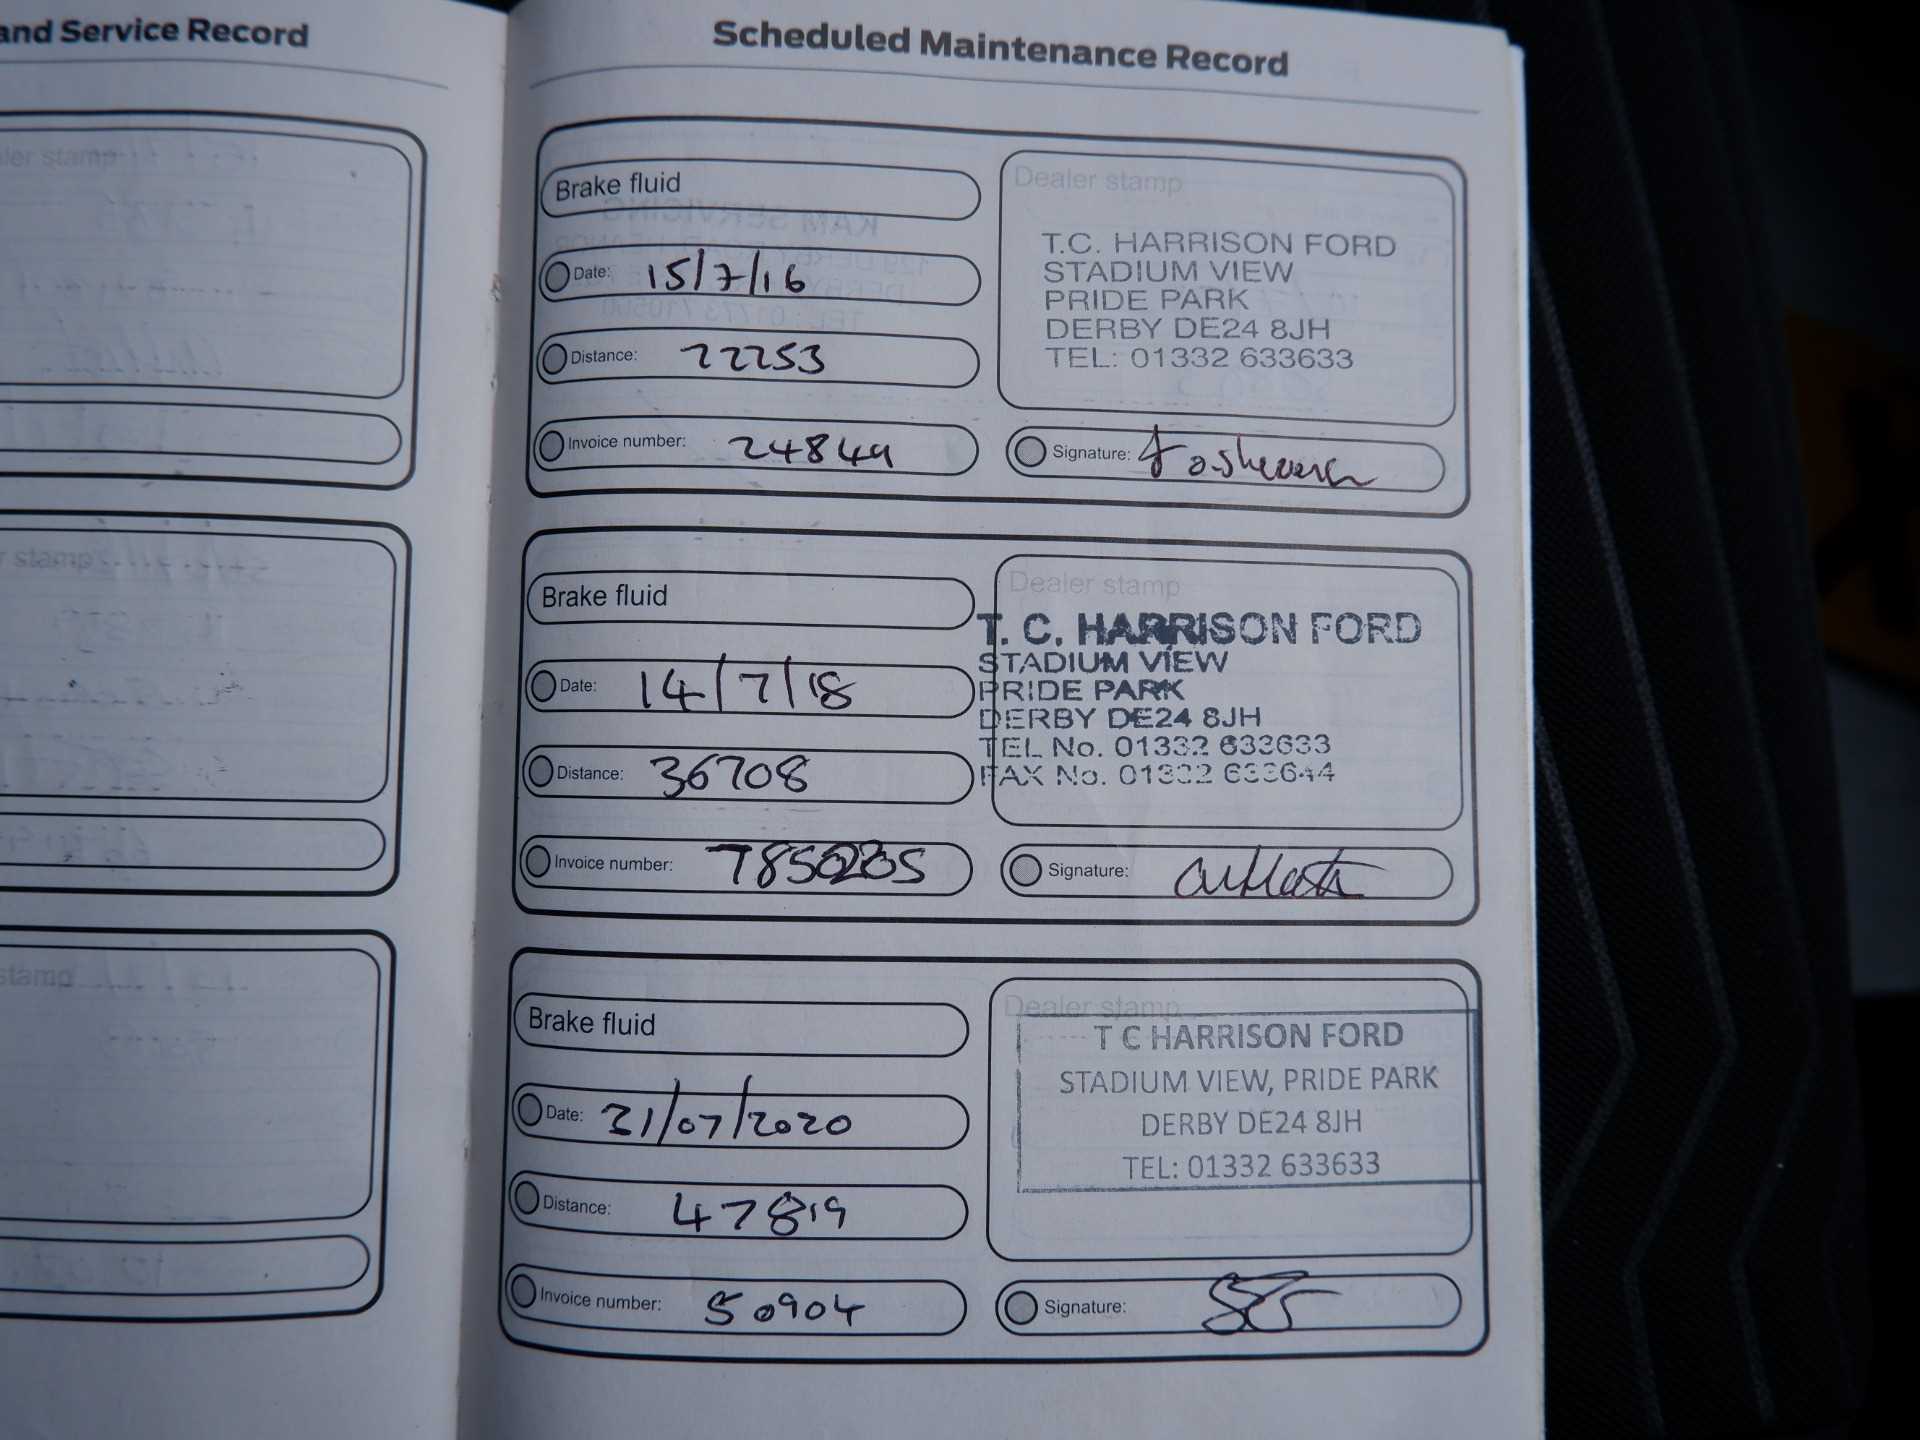 and Service Record
stamp
stamp
stamp
Scheduled Maintenance Record
Brake fluid
Date: 15/7/16
Distance: 22253
Invoice number: 24849
Dealer stamp
T.C. HARRISON FORD
STADIUM VIEW
PRIDE PARK
DERBY DE24 8JH
TEL: 01332 633633
Signature:
Brake fluid
Date: 14/7/18
Distance: 36708
Invoice number:
Dealer stamp
T. C. HARRISON FORD
STADIUM VIEW
PRIDE PARK
DERBY DE24 8JH
TEL No. 01332 633633
FAX No. 01332 633644
Signature:
Brake fluid
Date: 31/07/2020
Distance: 47819
Invoice number: 50904
Dealer stamp
T C HARRISON FORD
STADIUM VIEW, PRIDE PARK
DERBY DE24 8JH
TEL: 01332 633633
Signature: